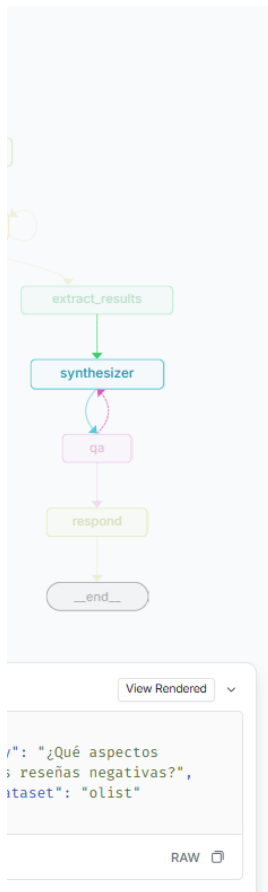 extract_results
synthesizer
qa
respond
__end__
View Rendered
": "¿Qué aspectos
s reseñas negativas?",
ataset": "olist"
RAW